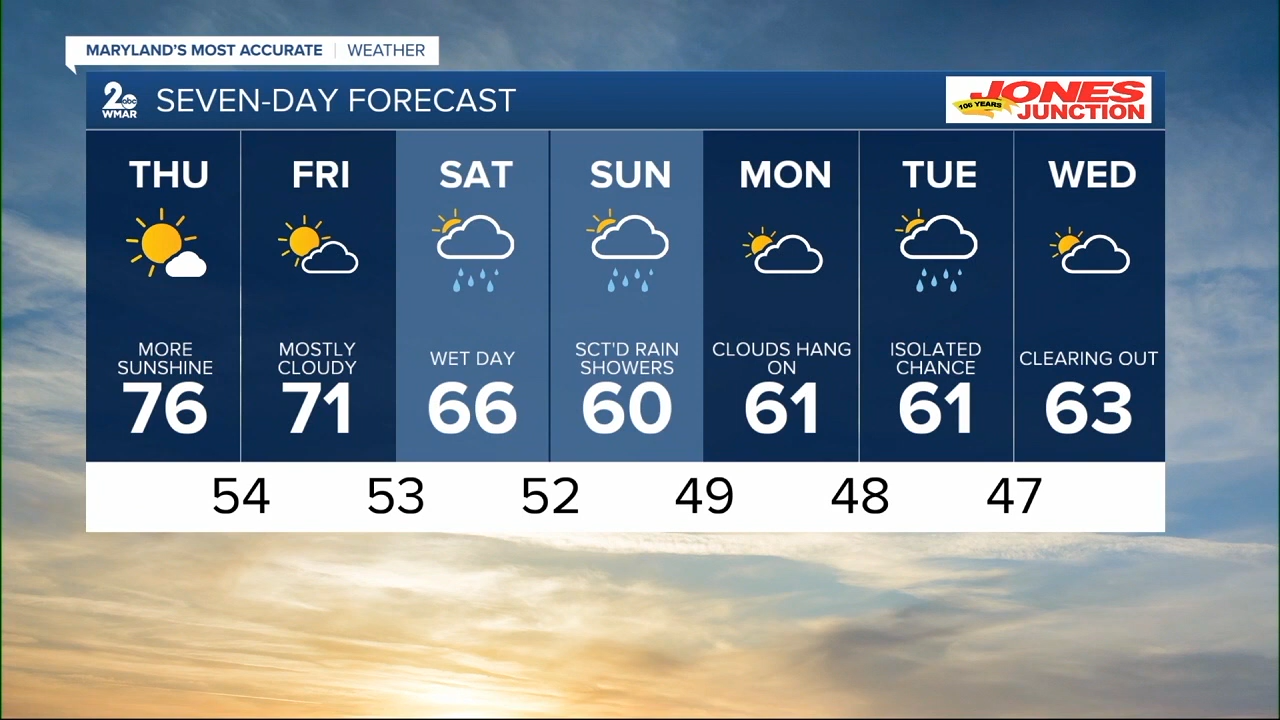 MARYLAND'S MOST ACCURATE | WEATHER
2 abc
WMAR
SEVEN-DAY FORECAST
JONES
106 YEARS
JUNCTION
THU FRI SAT SUN MON TUE WED
MORE
SUNSHINE
MOSTLY
CLOUDY
WET DAY
SCT'D RAIN
SHOWERS
CLOUDS HANG
ON
ISOLATED
CHANCE
CLEARING OUT
76 71 66 60 61 61 63
54 53 52 49 48 47